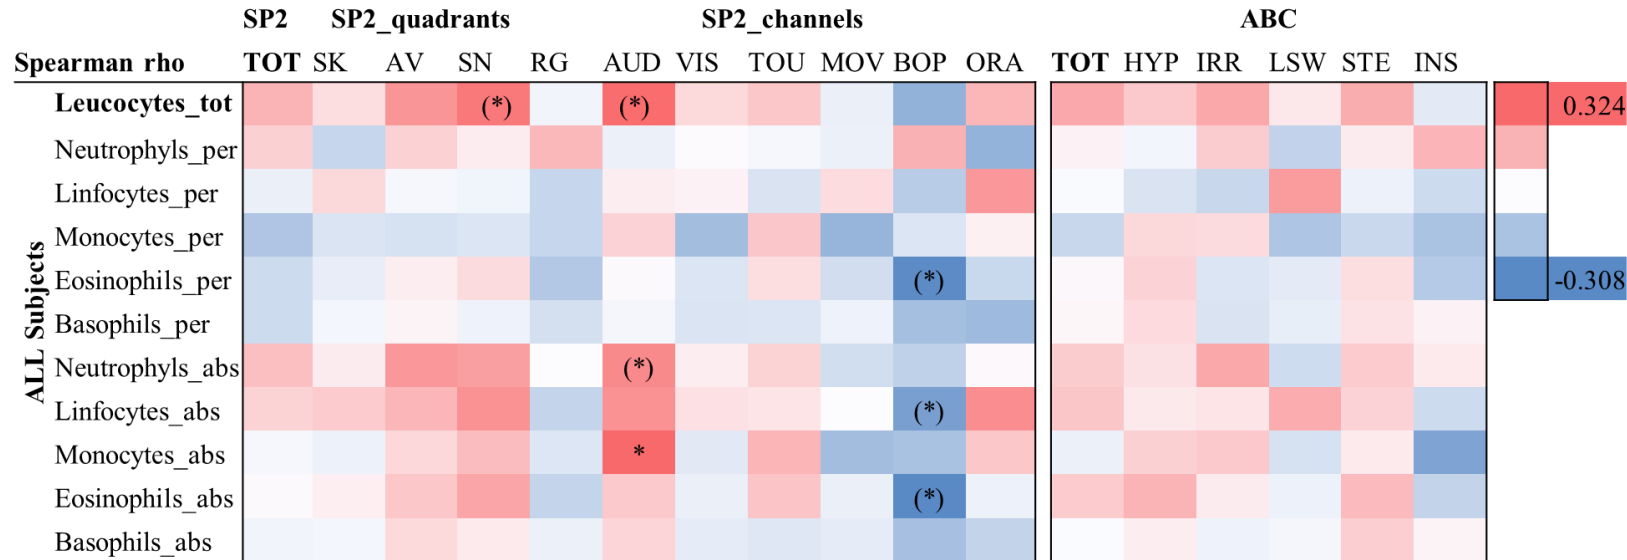 SP2 SP2_quadrants SP2_channels ABC
Spearman rho TOT SK AV SN RG AUD VIS TOU MOV BOP ORA TOT HYP IRR LSW STE INS
ALL Subjects
Leucocytes_tot (*) (*) 0.324
Neutrophyls_per
Linfocytes_per
Monocytes_per
Eosinophils_per (*) -0.308
Basophils_per
Neutrophyls_abs (*)
Linfocytes_abs (*)
Monocytes_abs *
Eosinophils_abs (*)
Basophils_abs